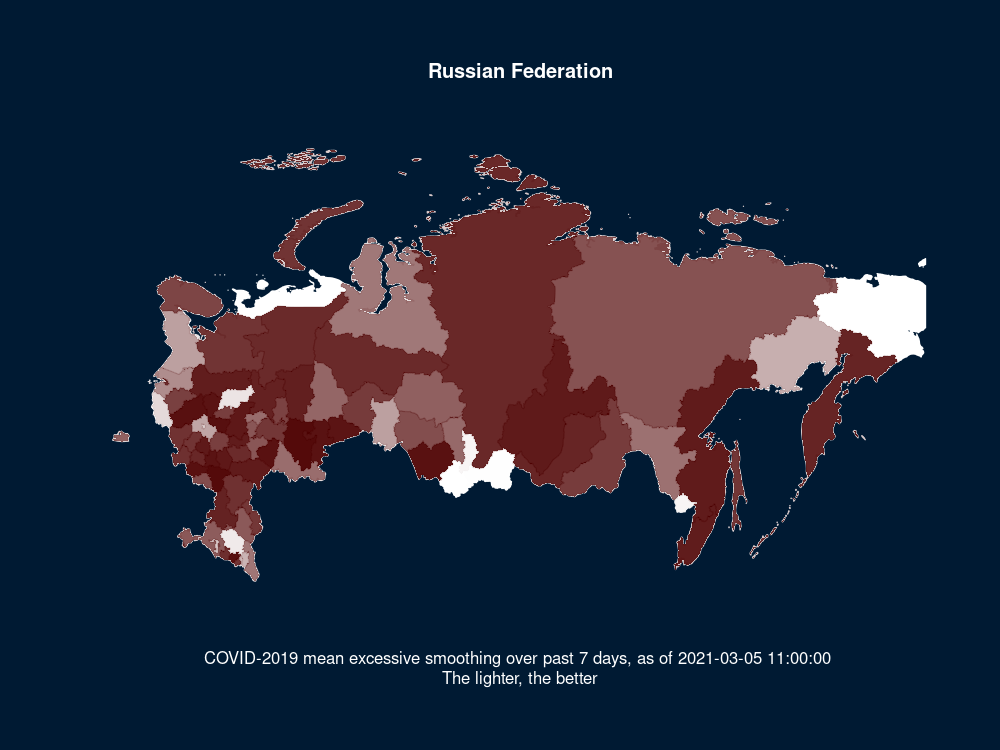 Russian Federation
COVID-2019 mean excessive smoothing over past 7 days, as of 2021-03-05 11:00:00
The lighter, the better